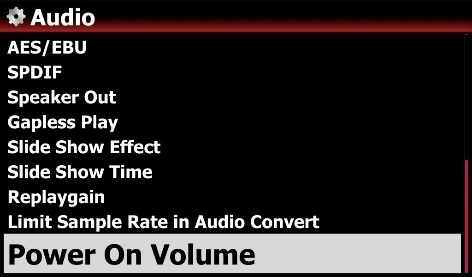 Audio
AES/EBU
SPDIF
Speaker Out
Gapless Play
Slide Show Effect
Slide Show Time
Replaygain
Limit Sample Rate in Audio Convert
Power On Volume